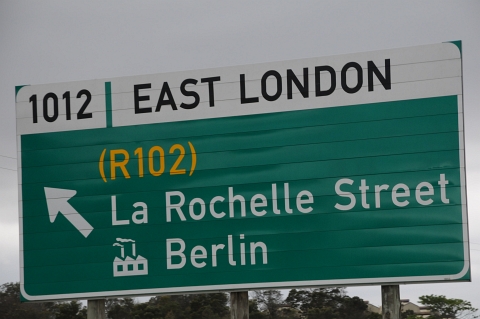 1012 EAST LONDON
(R102)
La Rochelle Street
Berlin